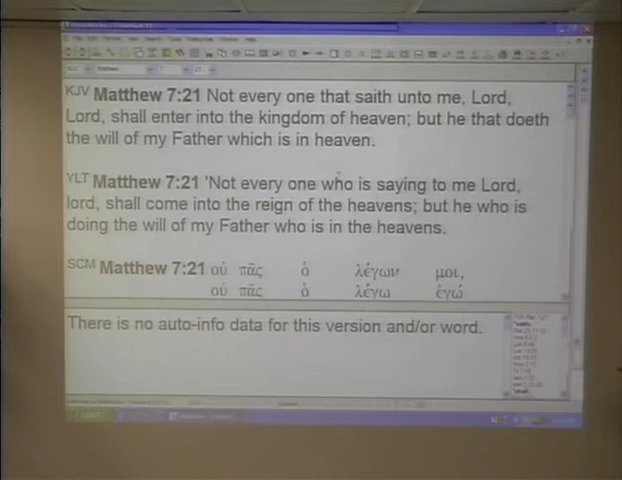 KJV Matthew 7:21 Not every one that saith unto me, Lord,
Lord, shall enter into the kingdom of heaven; but he that doeth
the will of my Father which is in heaven.
YLT Matthew 7:21 'Not every one who is saying to me Lord,
lord, shall come into the reign of the heavens; but he who is
doing the will of my Father who is in the heavens.
SCM Matthew 7:21 οὐ πᾶς ὁ λέγων μοι,
οὐ πᾶς ὁ λέγω ἐγώ
There is no auto-info data for this version and/or word.